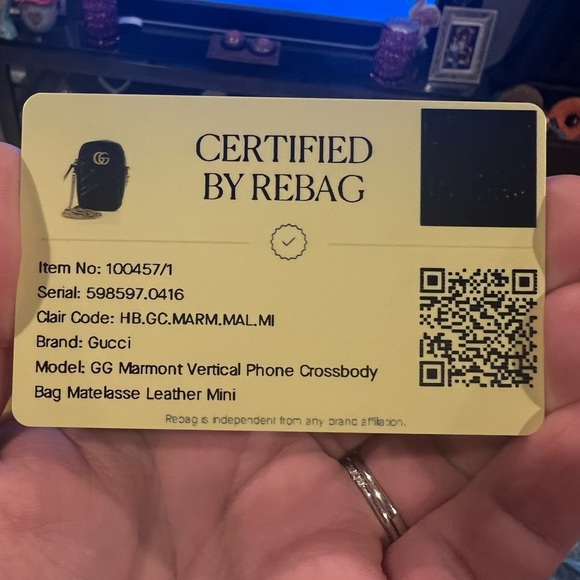 CERTIFIED
BY REBAG
Item No: 100457/1
Serial: 598597.0416
Clair Code: HB.GC.MARM.MAL.MI
Brand: Gucci
Model: GG Marmont Vertical Phone Crossbody
Bag Matelasse Leather Mini
Rebag is independent from any brand affiliation.